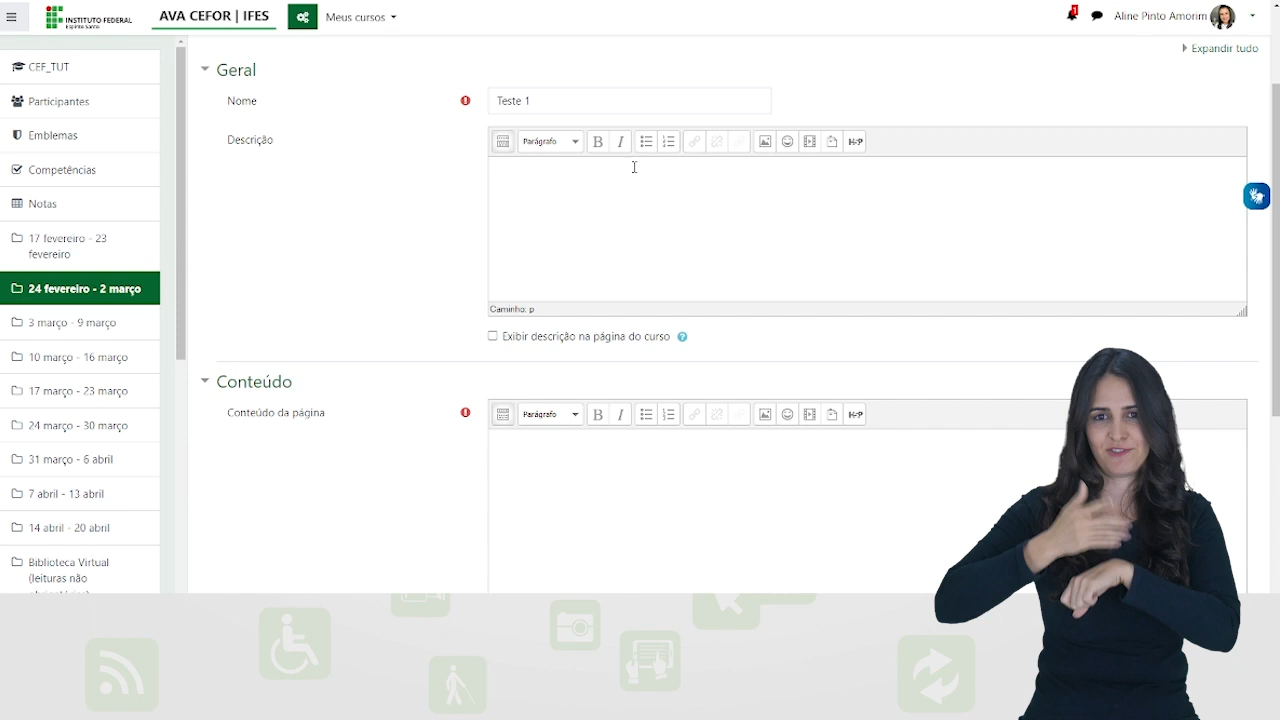 INSTITUTO FEDERAL
Espírito Santo
AVA CEFOR | IFES
Meus cursos
1
Aline Pinto Amorim
Expandir tudo
CEF_TUT
Participantes
Emblemas
Competências
Notas
17 fevereiro - 23
fevereiro
24 fevereiro - 2 março
3 março - 9 março
10 março - 16 março
17 março - 23 março
24 março - 30 março
31 março - 6 abril
7 abril - 13 abril
14 abril - 20 abril
Biblioteca Virtual
(leituras não
Geral
Nome
Teste 1
Descrição
Parágrafo
B I
H-P
Caminho: p
Exibir descrição na página do curso
Conteúdo
Conteúdo da página
Parágrafo
B I
H-P